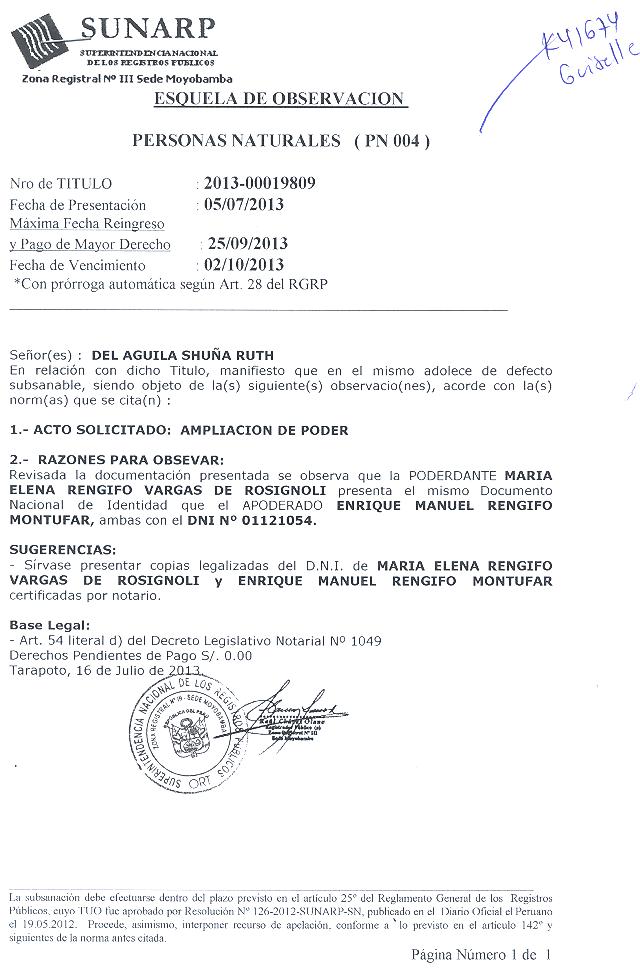 SUNARP
SUPERINTENDENCIA NACIONAL
DE LOS REGISTROS PUBLICOS
Zona Registral Nº III Sede Moyobamba
K41674
Guiselle
ESQUELA DE OBSERVACION
PERSONAS NATURALES ( PN 004 )
Nro de TITULO : 2013-00019809
Fecha de Presentación : 05/07/2013
Máxima Fecha Reingreso
y Pago de Mayor Derecho : 25/09/2013
Fecha de Vencimiento : 02/10/2013
*Con prórroga automática según Art. 28 del RGRP
Señor(es) : DEL AGUILA SHUÑA RUTH
En relación con dicho Titulo, manifiesto que en el mismo adolece de defecto
subsanable, siendo objeto de la(s) siguiente(s) observacio(nes), acorde con la(s)
norm(as) que se cita(n) :
1.- ACTO SOLICITADO: AMPLIACION DE PODER
2.- RAZONES PARA OBSEVAR:
Revisada la documentación presentada se observa que la PODERDANTE MARIA
ELENA RENGIFO VARGAS DE ROSIGNOLI presenta el mismo Documento
Nacional de Identidad que el APODERADO ENRIQUE MANUEL RENGIFO
MONTUFAR, ambas con el DNI Nº 01121054.
SUGERENCIAS:
- Sírvase presentar copias legalizadas del D.N.I. de MARIA ELENA RENGIFO
VARGAS DE ROSIGNOLI y ENRIQUE MANUEL RENGIFO MONTUFAR
certificadas por notario.
Base Legal:
- Art. 54 literal d) del Decreto Legislativo Notarial Nº 1049
Derechos Pendientes de Pago S/. 0.00
Tarapoto, 16 de Julio de 2013.
SUPERINTENDENCIA NACIONAL DE LOS REGISTROS PUBLICOS
SEDE MOYOBAMBA
REPUBLICA DEL PERU
ORT
Registrador Público (e)
Zona Registral Nº III
Sede Moyobamba
La subsanación debe efectuarse dentro del plazo previsto en el artículo 25º del Reglamento General de los Registros
Públicos, cuyo TUO fue aprobado por Resolución Nº 126-2012-SUNARP-SN, publicado en el Diario Oficial el Peruano
el 19.05.2012. Procede, asimismo, interponer recurso de apelación, conforme a lo previsto en el artículo 142º y
siguientes de la norma antes citada.
Página Número 1 de 1